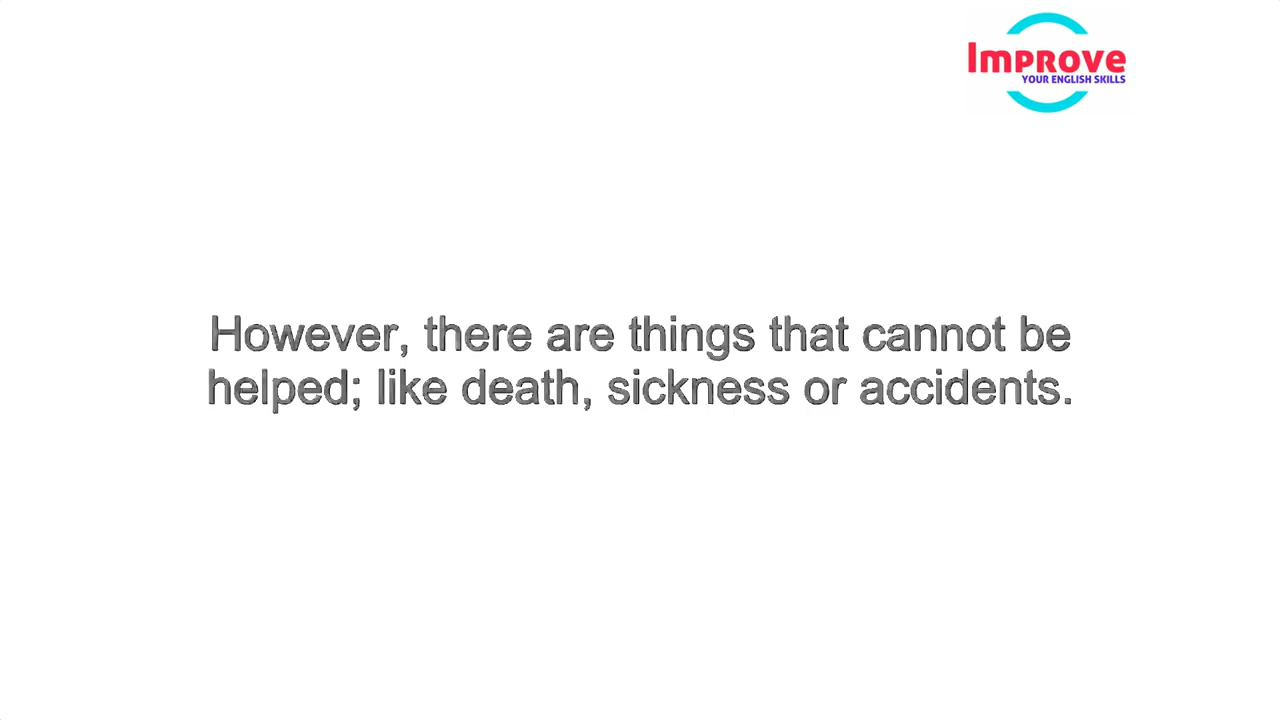 Improve
YOUR ENGLISH SKILLS
However, there are things that cannot be
helped; like death, sickness or accidents.